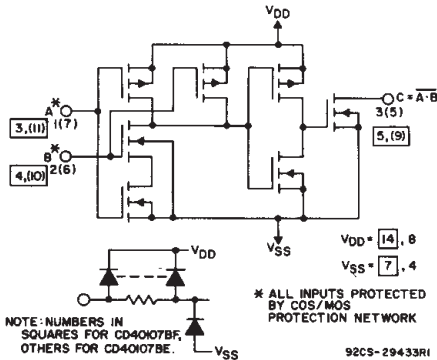 VDD
A*
1(7)
3,(11)
B*
2(6)
4,(10)
C = A·B
3(5)
5,(9)
VSS
VDD = 14, 8
VSS = 7, 4
* ALL INPUTS PROTECTED
BY COS/MOS
PROTECTION NETWORK
VDD
VSS
NOTE: NUMBERS IN
SQUARES FOR CD40107BF,
OTHERS FOR CD40107BE.
92CS-29433R1